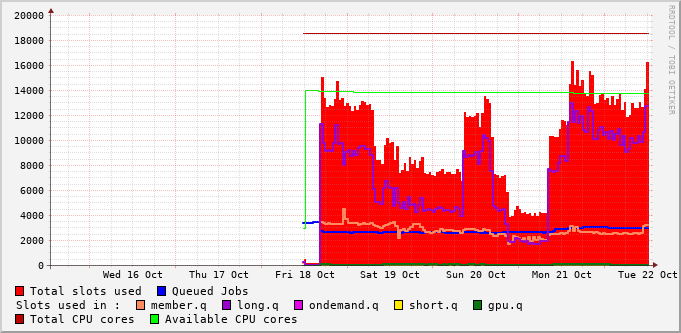 RRDTOOL / TOBI OETIKER
20000
18000
16000
14000
12000
10000
8000
6000
4000
2000
0
Wed 16 Oct Thu 17 Oct Fri 18 Oct Sat 19 Oct Sun 20 Oct Mon 21 Oct Tue 22 Oct
Total slots used Queued Jobs
Slots used in : member.q long.q ondemand.q short.q gpu.q
Total CPU cores Available CPU cores